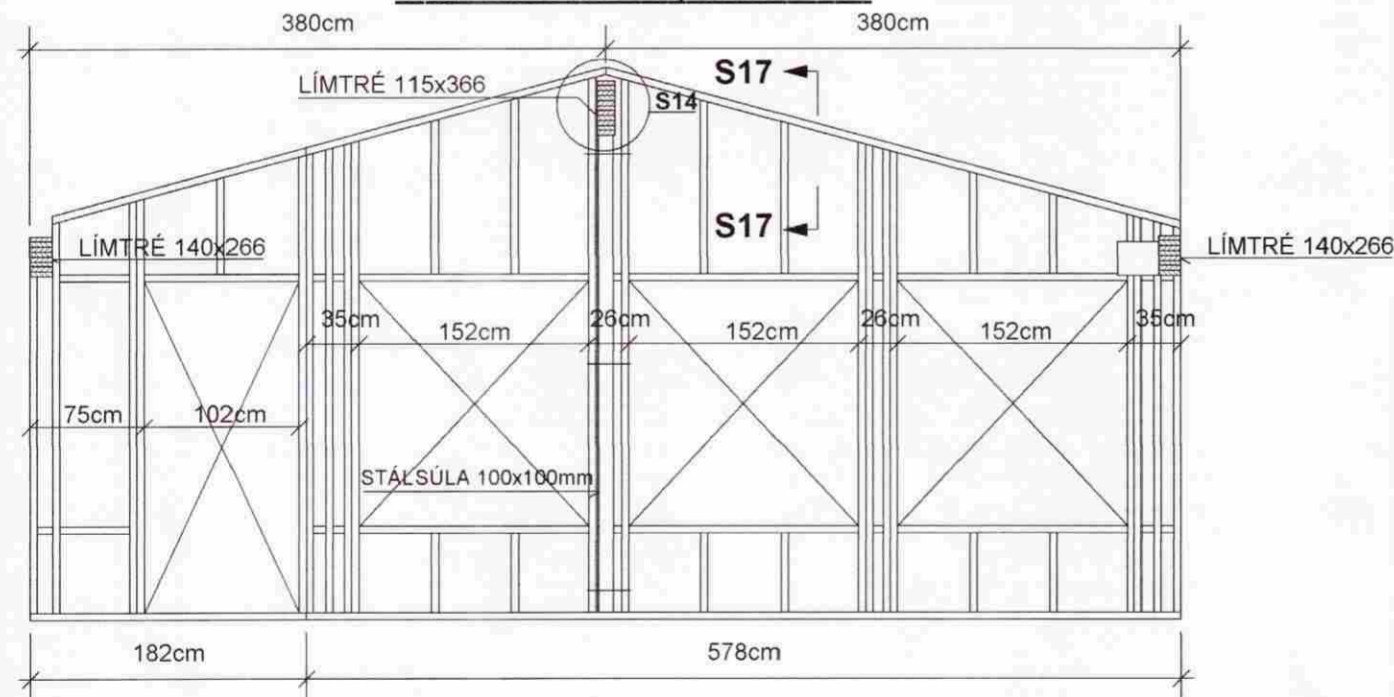 380cm 380cm
LÍMTRÉ 115x366
S17
S14
S17
LÍMTRÉ 140x266
LÍMTRÉ 140x266
35cm 152cm 26cm 152cm 26cm 152cm 35cm
75cm 102cm
STÁLSÚLA 100x100mm
182cm 578cm